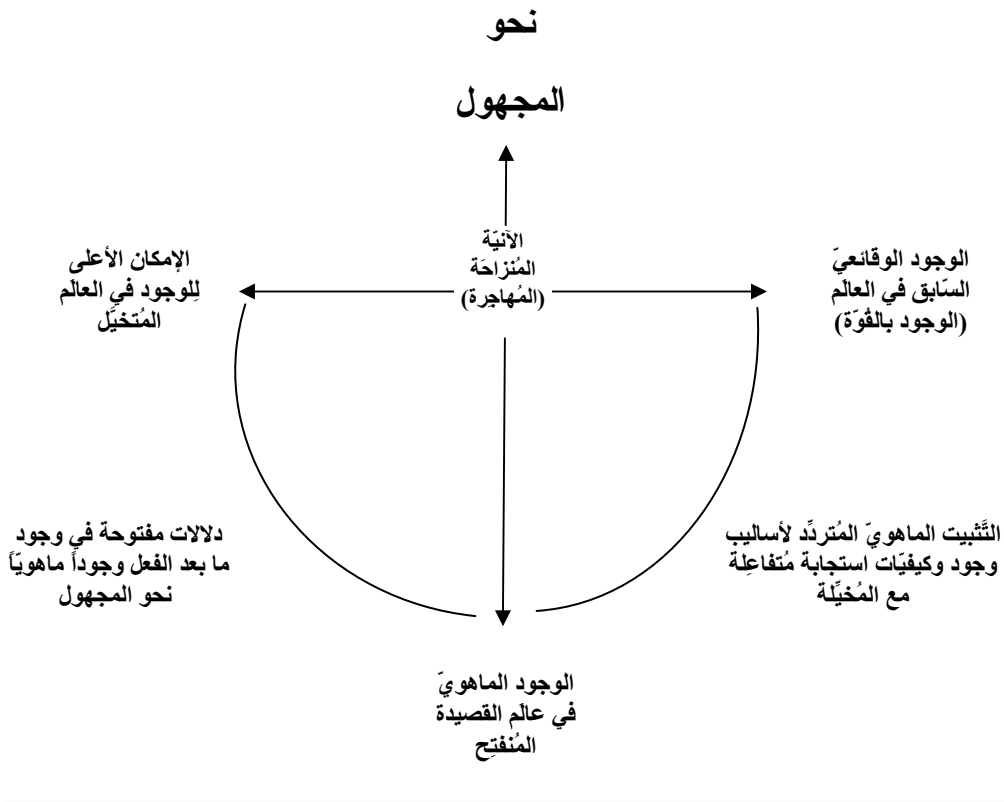 نحو
المجهول
الآنيّة
المُنزاحَة
(المُهاجرة)
الوجود الوقائعيّ
السّابق في العالَم
(الوجود بالقُوّة)
الإمكان الأعلى
لِلوجود في العالَم
المُتخيَّل
التَّثبيت الماهويّ المُتردِّد لأساليب
وجود وكيفيّات استجابة مُتفاعِلة
مع المُخيِّلة
دلالات مفتوحة في وجود
ما بعد الفعل وجوداً ماهويّاً
نحو المجهول
الوجود الماهويّ
في عالَم القصيدة
المُنفتِح